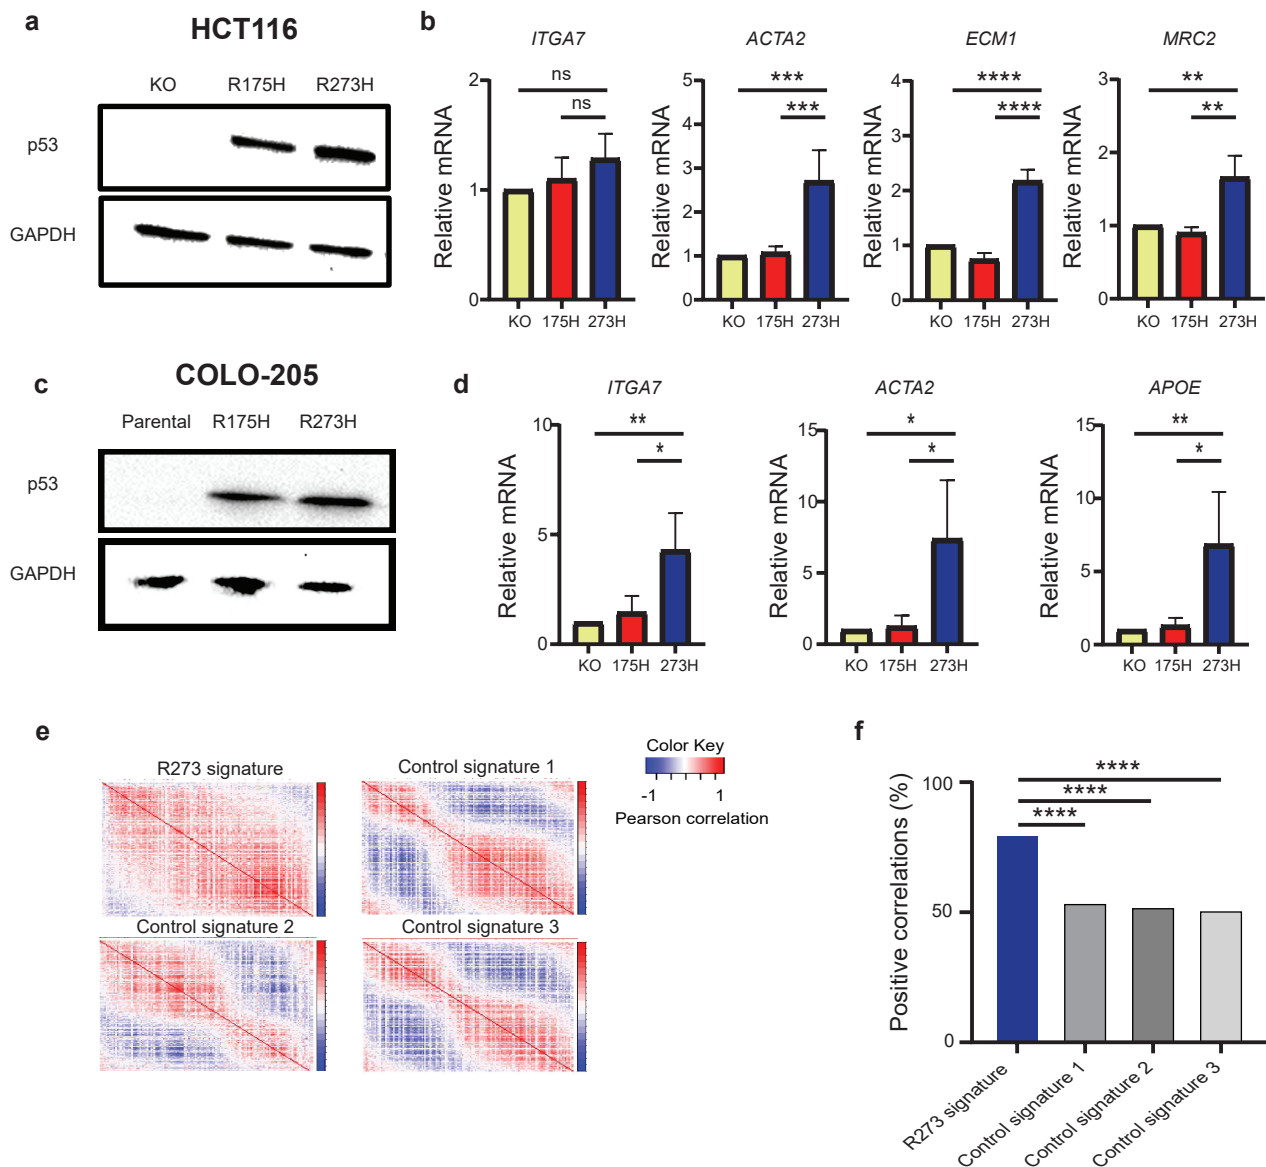 a
HCT116
KO R175H R273H
p53
GAPDH
b
ITGA7
ns
ns
Relative mRNA
2
1
0
KO 175H 273H
ACTA2
***
***
Relative mRNA
5
4
3
2
1
0
KO 175H 273H
ECM1
****
****
Relative mRNA
4
3
2
1
0
KO 175H 273H
MRC2
**
**
Relative mRNA
3
2
1
0
KO 175H 273H
c
COLO-205
Parental R175H R273H
p53
GAPDH
d
ITGA7
**
*
Relative mRNA
10
5
0
KO 175H 273H
ACTA2
*
*
Relative mRNA
15
10
5
0
KO 175H 273H
APOE
**
*
Relative mRNA
15
10
5
0
KO 175H 273H
e
R273 signature
Control signature 1
Control signature 2
Control signature 3
Color Key
-1 1
Pearson correlation
f
****
****
****
Positive correlations (%)
100
50
0
R273 signature
Control signature 1
Control signature 2
Control signature 3